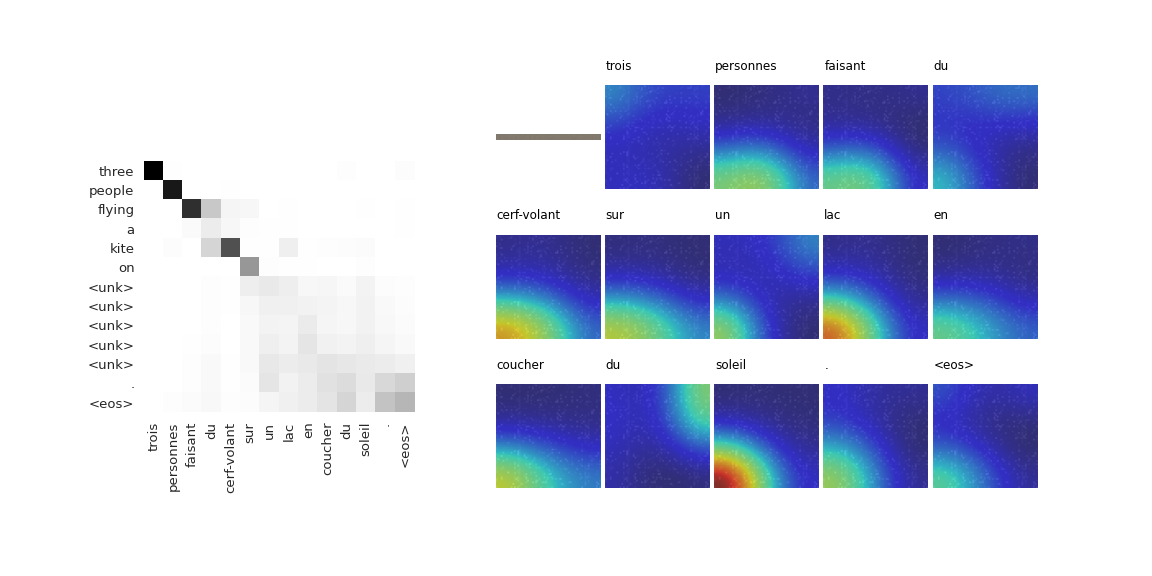 three
people
flying
a
kite
on
<unk>
<unk>
<unk>
<unk>
<unk>
.
<eos>
trois
personnes
faisant
du
cerf-volant
sur
un
lac
en
coucher
du
soleil
.
<eos>
trois personnes faisant du
cerf-volant sur un lac en
coucher du soleil . <eos>